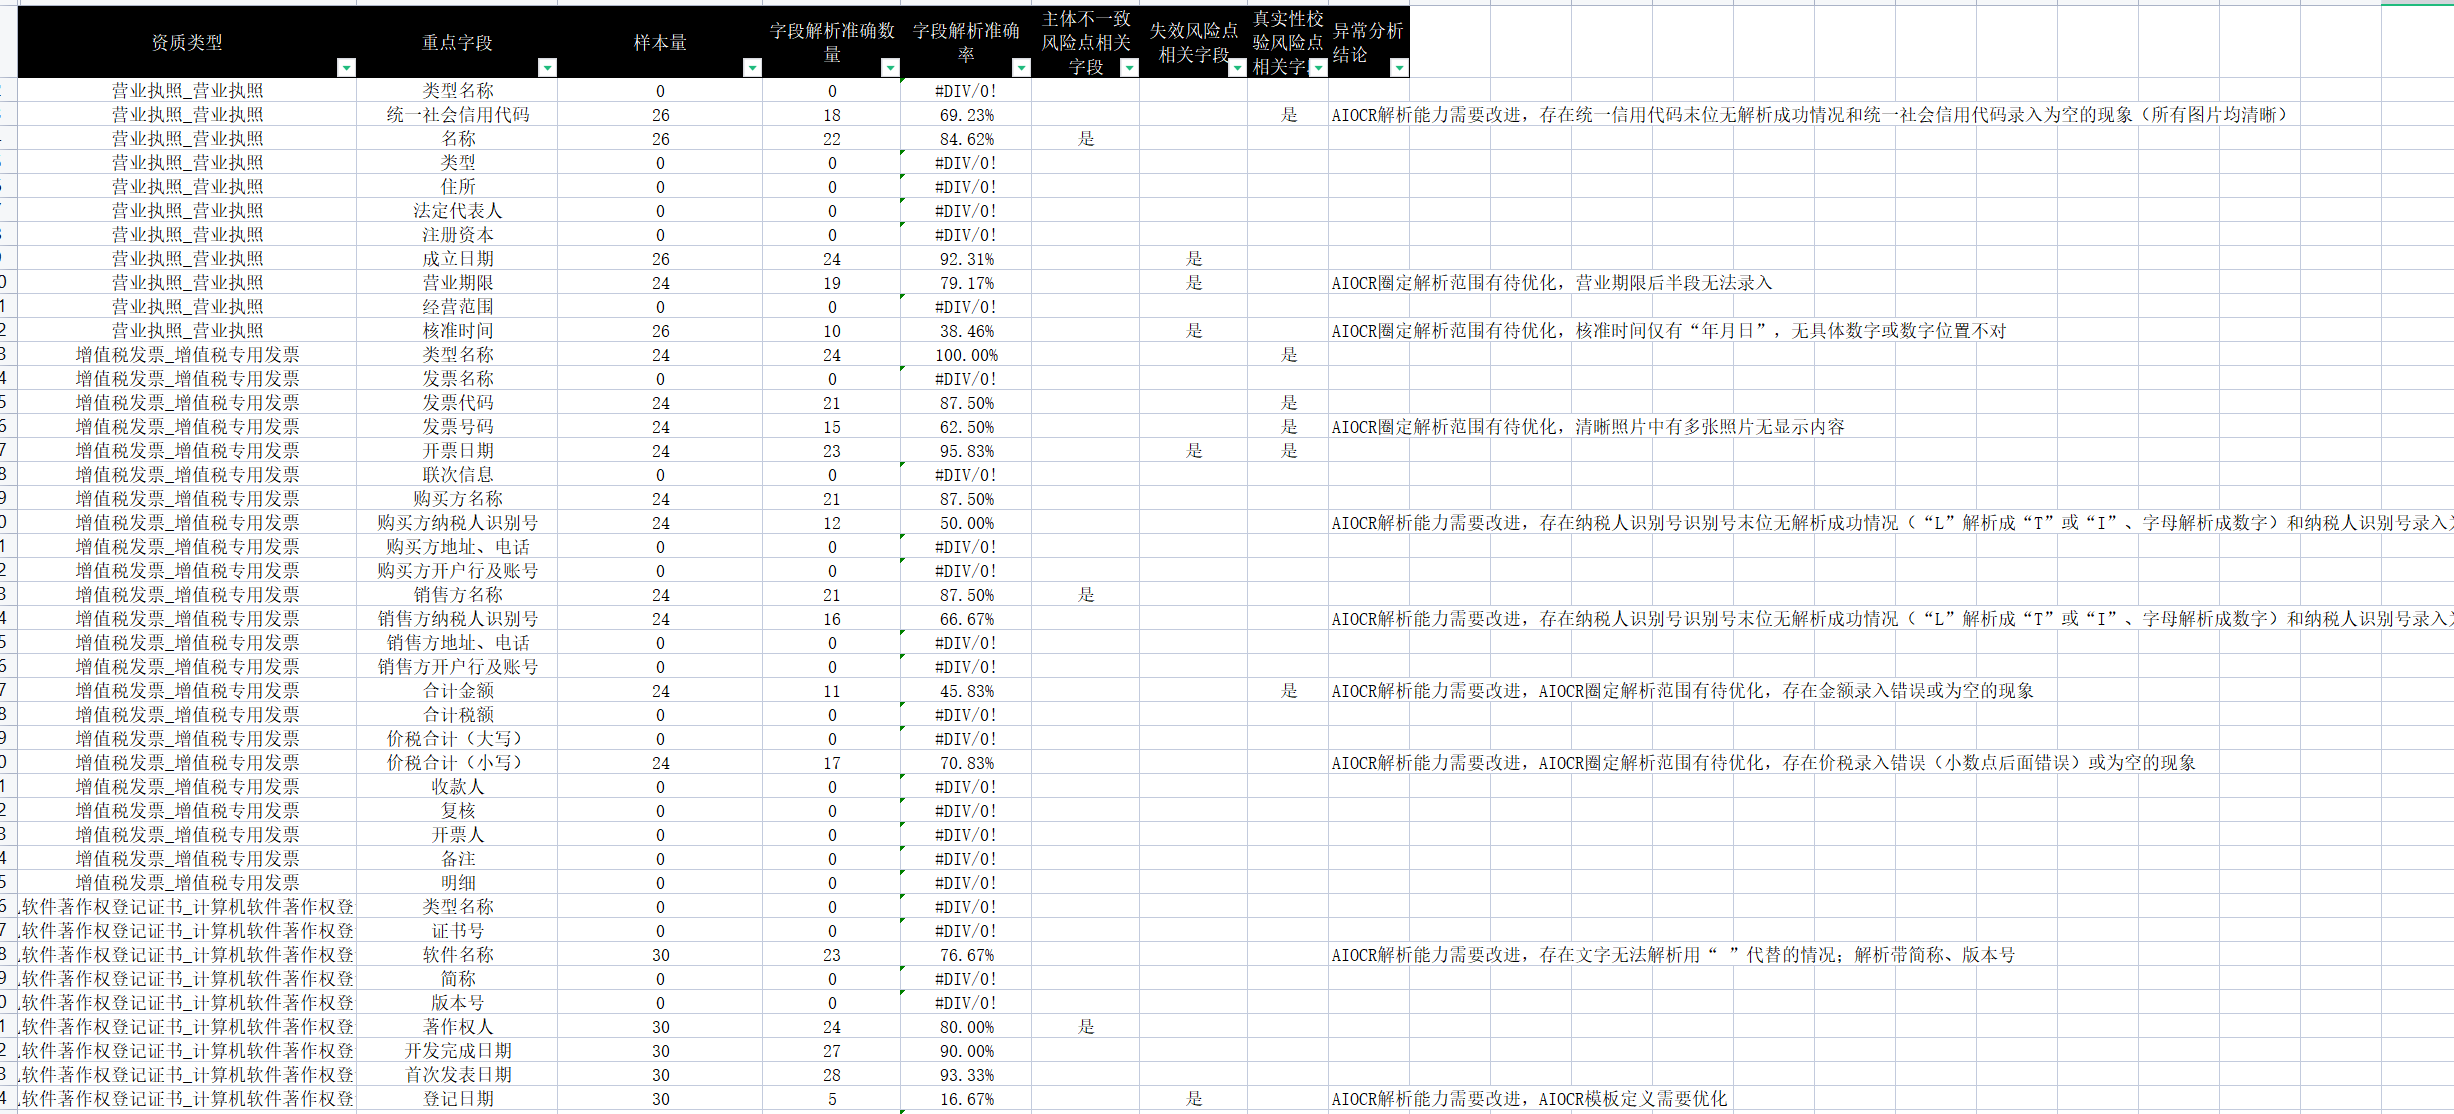 资质类型 重点字段 样本量 字段解析准确数量 字段解析准确率 主体不一致风险点相关字段 失效风险点相关字段 真实性校验风险点相关字 异常分析结论
营业执照_营业执照 类型名称 0 0 #DIV/0!
营业执照_营业执照 统一社会信用代码 26 18 69.23% 是 AIOCR解析能力需要改进，存在统一信用代码末位无解析成功情况和统一社会信用代码录入为空的现象（所有图片均清晰）
营业执照_营业执照 名称 26 22 84.62% 是
营业执照_营业执照 类型 0 0 #DIV/0!
营业执照_营业执照 住所 0 0 #DIV/0!
营业执照_营业执照 法定代表人 0 0 #DIV/0!
营业执照_营业执照 注册资本 0 0 #DIV/0!
营业执照_营业执照 成立日期 26 24 92.31% 是
营业执照_营业执照 营业期限 24 19 79.17% 是 AIOCR圈定解析范围有待优化，营业期限后半段无法录入
营业执照_营业执照 经营范围 0 0 #DIV/0!
营业执照_营业执照 核准时间 26 10 38.46% 是 AIOCR圈定解析范围有待优化，核准时间仅有“年月日”，无具体数字或数字位置不对
增值税发票_增值税专用发票 类型名称 24 24 100.00% 是
增值税发票_增值税专用发票 发票名称 0 0 #DIV/0!
增值税发票_增值税专用发票 发票代码 24 21 87.50% 是
增值税发票_增值税专用发票 发票号码 24 15 62.50% 是 AIOCR圈定解析范围有待优化，清晰照片中有多张照片无显示内容
增值税发票_增值税专用发票 开票日期 24 23 95.83% 是 是
增值税发票_增值税专用发票 联次信息 0 0 #DIV/0!
增值税发票_增值税专用发票 购买方名称 24 21 87.50%
增值税发票_增值税专用发票 购买方纳税人识别号 24 12 50.00% AIOCR解析能力需要改进，存在纳税人识别号识别号末位无解析成功情况（“L”解析成“T”或“I”、字母解析成数字）和纳税人识别号录入
增值税发票_增值税专用发票 购买方地址、电话 0 0 #DIV/0!
增值税发票_增值税专用发票 购买方开户行及账号 0 0 #DIV/0!
增值税发票_增值税专用发票 销售方名称 24 21 87.50% 是
增值税发票_增值税专用发票 销售方纳税人识别号 24 16 66.67% AIOCR解析能力需要改进，存在纳税人识别号识别号末位无解析成功情况（“L”解析成“T”或“I”、字母解析成数字）和纳税人识别号录入
增值税发票_增值税专用发票 销售方地址、电话 0 0 #DIV/0!
增值税发票_增值税专用发票 销售方开户行及账号 0 0 #DIV/0!
增值税发票_增值税专用发票 合计金额 24 11 45.83% 是 AIOCR解析能力需要改进，AIOCR圈定解析范围有待优化，存在金额录入错误或为空的现象
增值税发票_增值税专用发票 合计税额 0 0 #DIV/0!
增值税发票_增值税专用发票 价税合计（大写） 0 0 #DIV/0!
增值税发票_增值税专用发票 价税合计（小写） 24 17 70.83% AIOCR解析能力需要改进，AIOCR圈定解析范围有待优化，存在价税录入错误（小数点后面错误）或为空的现象
增值税发票_增值税专用发票 收款人 0 0 #DIV/0!
增值税发票_增值税专用发票 复核 0 0 #DIV/0!
增值税发票_增值税专用发票 开票人 0 0 #DIV/0!
增值税发票_增值税专用发票 备注 0 0 #DIV/0!
增值税发票_增值税专用发票 明细 0 0 #DIV/0!
软件著作权登记证书_计算机软件著作权登 类型名称 0 0 #DIV/0!
软件著作权登记证书_计算机软件著作权登 证书号 0 0 #DIV/0!
软件著作权登记证书_计算机软件著作权登 软件名称 30 23 76.67% AIOCR解析能力需要改进，存在文字无法解析用“ ”代替的情况；解析带简称、版本号
软件著作权登记证书_计算机软件著作权登 简称 0 0 #DIV/0!
软件著作权登记证书_计算机软件著作权登 版本号 0 0 #DIV/0!
软件著作权登记证书_计算机软件著作权登 著作权人 30 24 80.00% 是
软件著作权登记证书_计算机软件著作权登 开发完成日期 30 27 90.00%
软件著作权登记证书_计算机软件著作权登 首次发表日期 30 28 93.33%
软件著作权登记证书_计算机软件著作权登 登记日期 30 5 16.67% 是 AIOCR解析能力需要改进，AIOCR模板定义需要优化